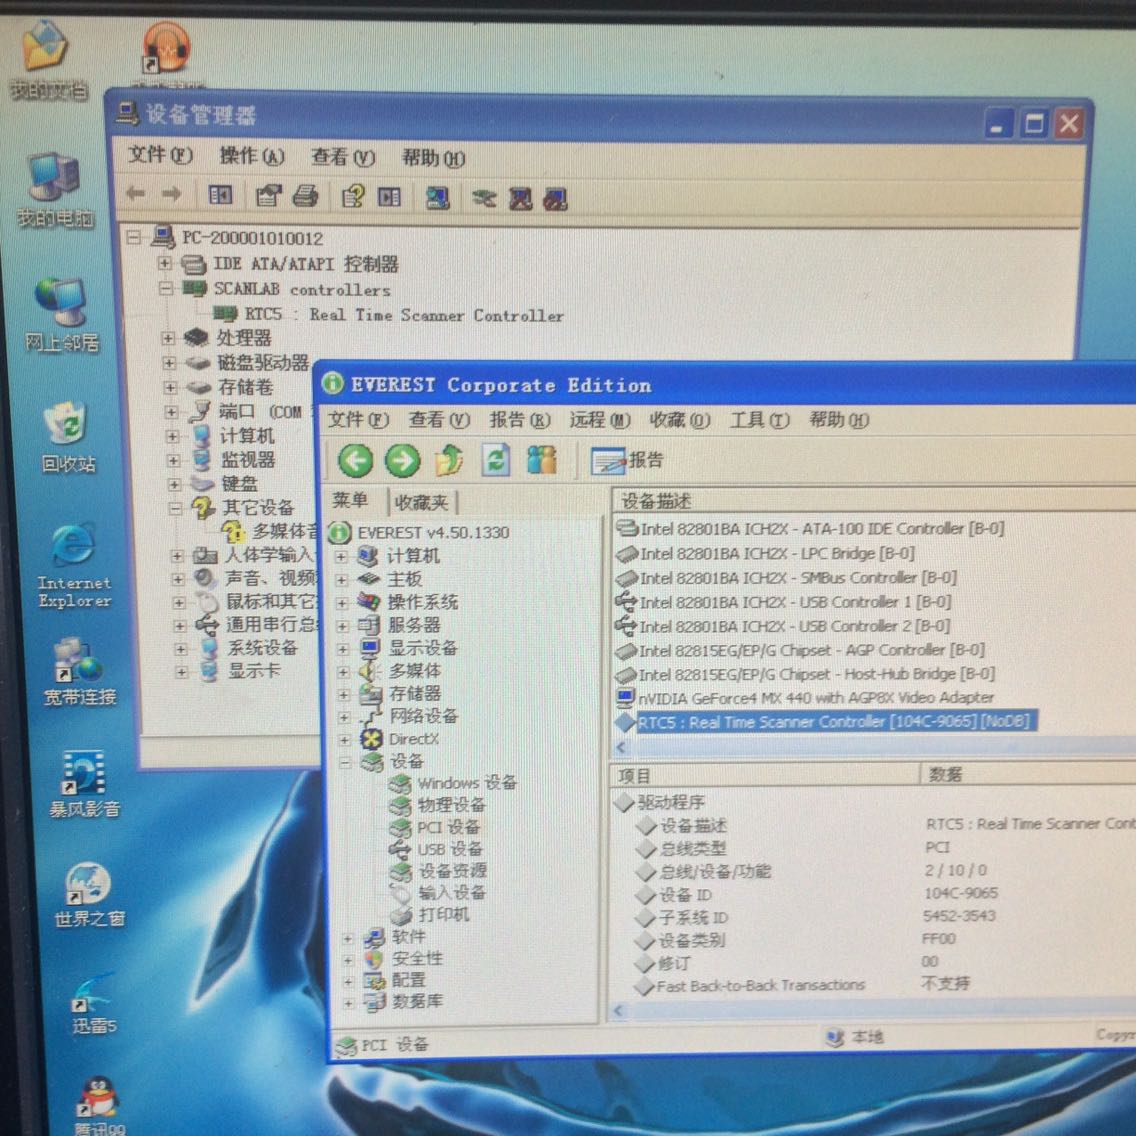 我的文档
设备管理器
文件(F) 操作(A) 查看(V) 帮助(H)
我的电脑
PC-200001010012
IDE ATA/ATAPI 控制器
SCANLAB controllers
RTC5 : Real Time Scanner Controller
处理器
磁盘驱动器
存储卷
端口 (COM
计算机
监视器
键盘
其它设备
多媒体音
人体学输入
声音、视频
鼠标和其它
通用串行总
系统设备
显示卡
网上邻居
回收站
Internet
Explorer
宽带连接
暴风影音
世界之窗
迅雷5
腾讯QQ
EVEREST Corporate Edition
文件(F) 查看(V) 报告(R) 远程(M) 收藏(O) 工具(T) 帮助(H)
报告
菜单 收藏夹
EVEREST v4.50.1330
计算机
主板
操作系统
服务器
显示设备
多媒体
存储器
网络设备
DirectX
设备
Windows 设备
物理设备
PCI 设备
USB 设备
设备资源
输入设备
打印机
软件
安全性
配置
数据库
设备描述
Intel 82801BA ICH2X - ATA-100 IDE Controller [B-0]
Intel 82801BA ICH2X - LPC Bridge [B-0]
Intel 82801BA ICH2X - SMBus Controller [B-0]
Intel 82801BA ICH2X - USB Controller 1 [B-0]
Intel 82801BA ICH2X - USB Controller 2 [B-0]
Intel 82815EG/EP/G Chipset - AGP Controller [B-0]
Intel 82815EG/EP/G Chipset - Host-Hub Bridge [B-0]
nVIDIA GeForce4 MX 440 with AGP8X Video Adapter
RTC5 : Real Time Scanner Controller [104C-9065] [NoDB]
项目 数据
驱动程序
设备描述 RTC5 : Real Time Scanner Cont
总线类型 PCI
总线/设备/功能 2 / 10 / 0
设备 ID 104C-9065
子系统 ID 5452-3543
设备类别 FF00
修订 00
Fast Back-to-Back Transactions 不支持
PCI 设备 本地 Copyr